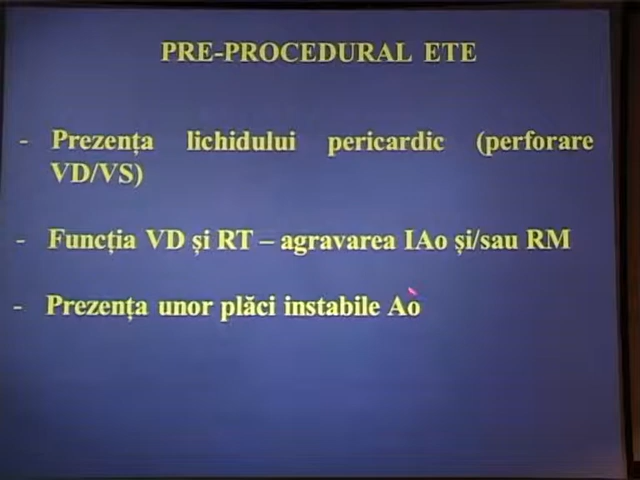 PRE-PROCEDURAL ETE
- Prezența lichidului pericardic (perforare
VD/VS)
- Funcția VD și RT – agravarea IAo și/sau RM
- Prezența unor plăci instabile Ao